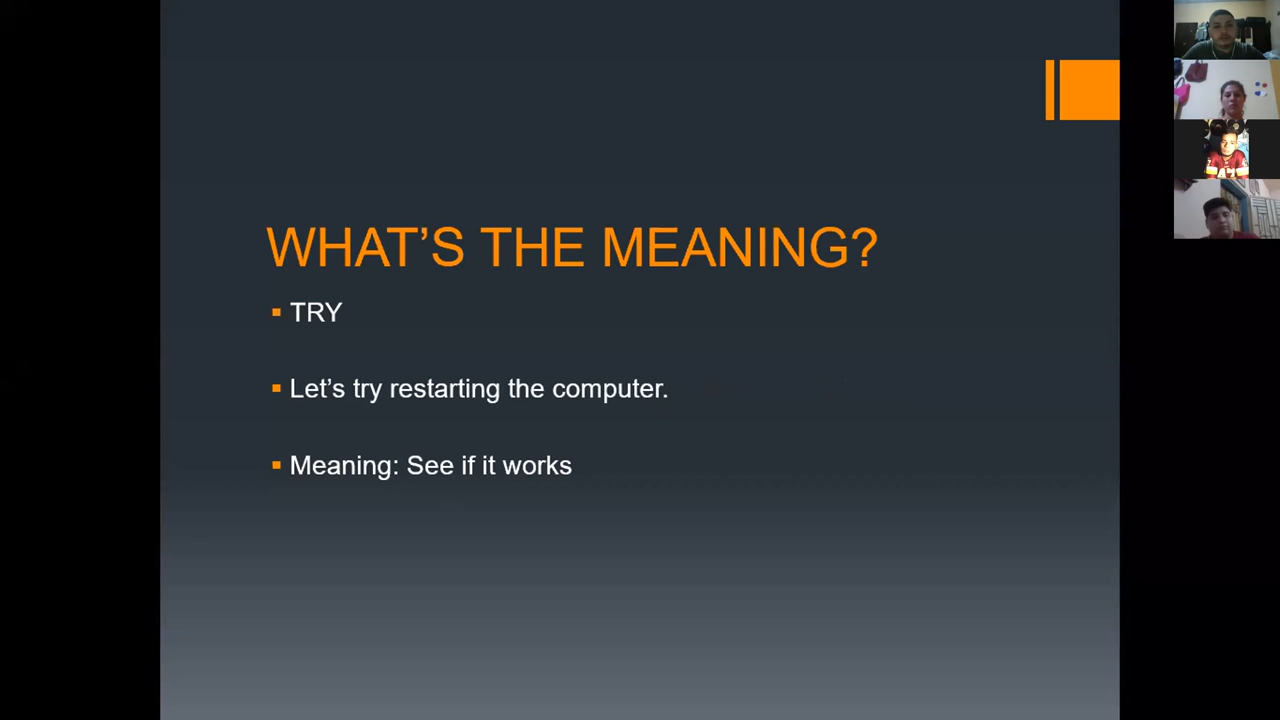 WHAT’S THE MEANING?
TRY
Let’s try restarting the computer.
Meaning: See if it works